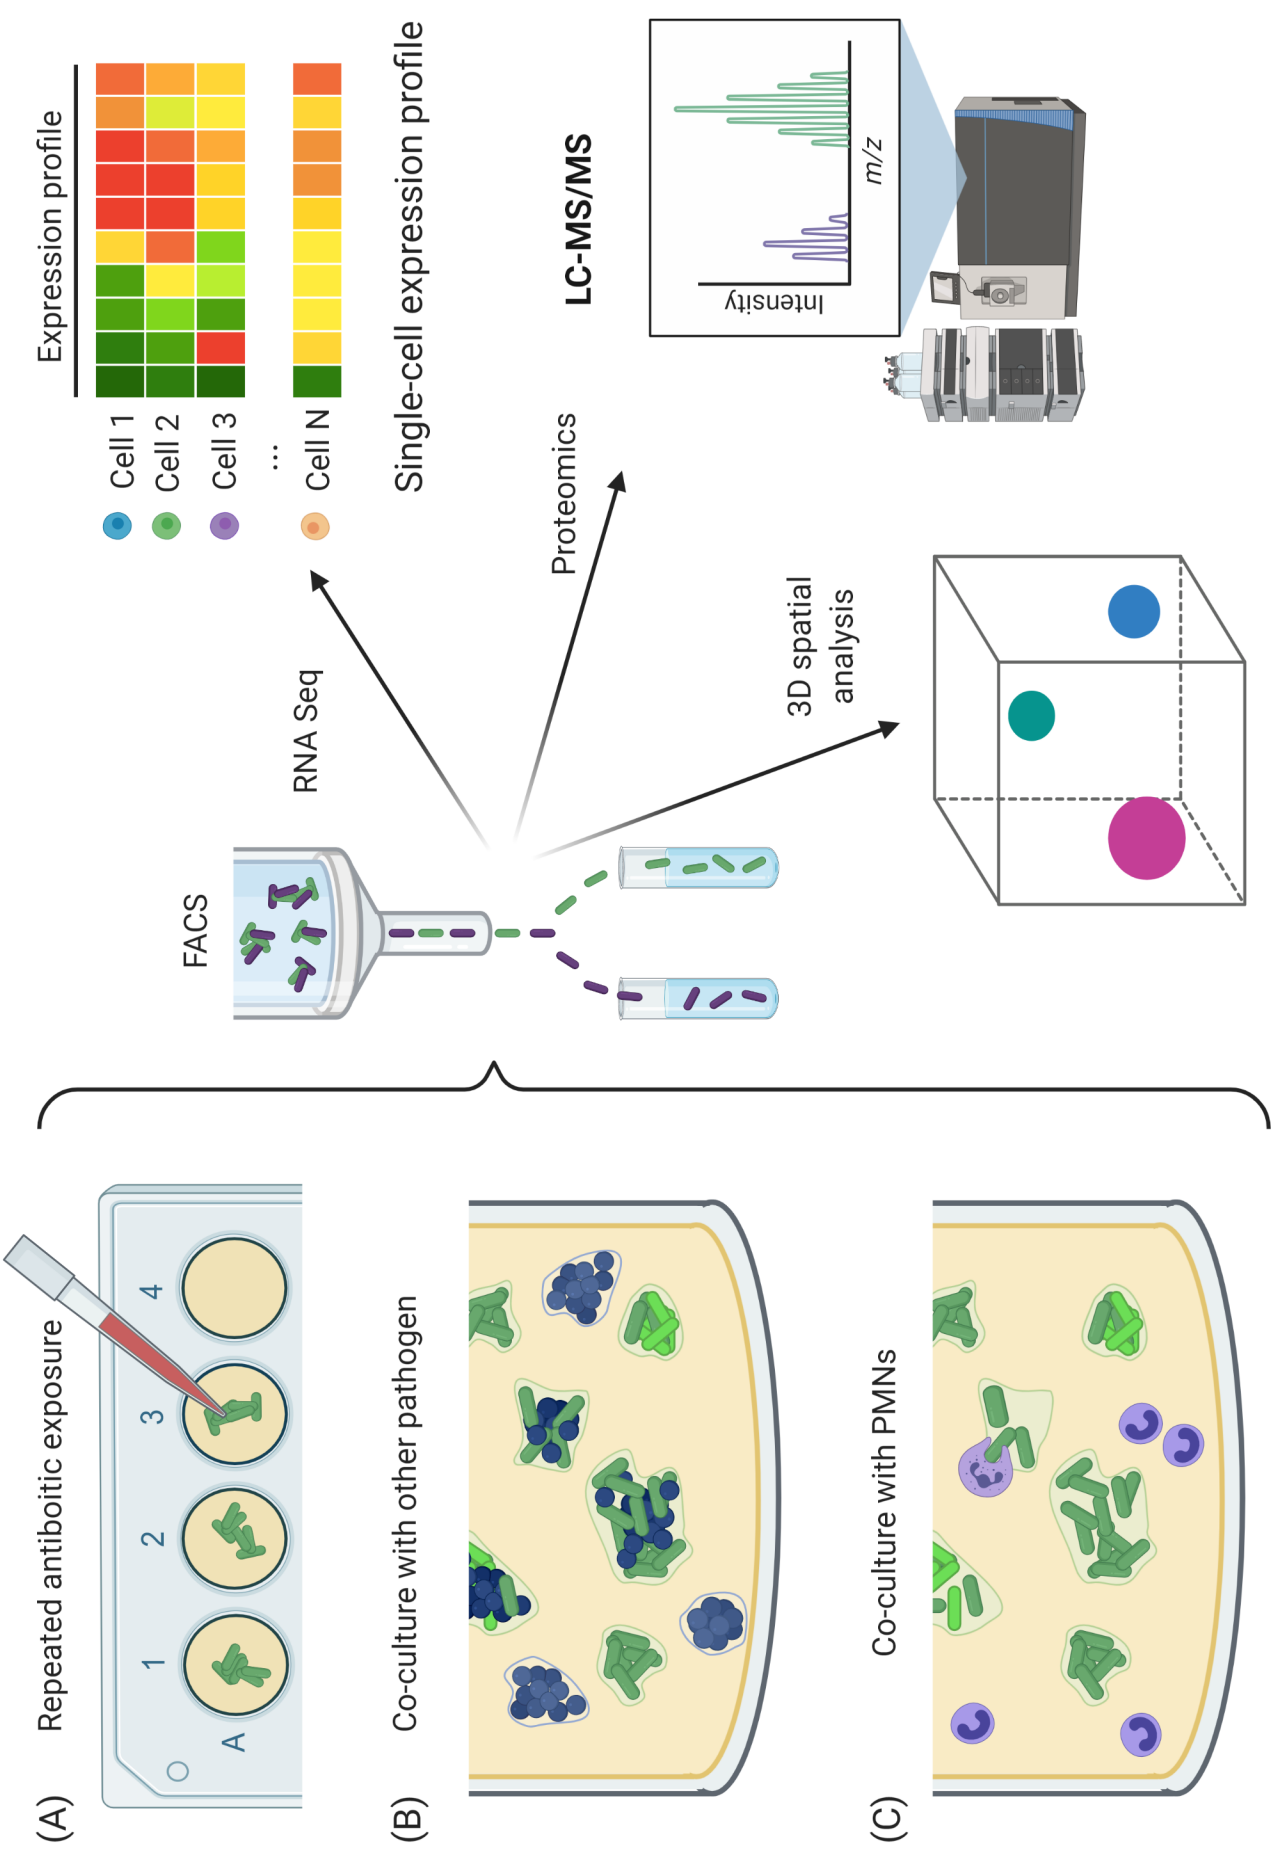 (A)
Repeated antiboitic exposure
1 2 3 4
A
(B)
Co-culture with other pathogen
(C)
Co-culture with PMNs
FACS
RNA Seq
Proteomics
3D spatial
analysis
Expression profile
Cell 1
Cell 2
Cell 3
...
Cell N
Single-cell expression profile
LC-MS/MS
Intensity
m/z